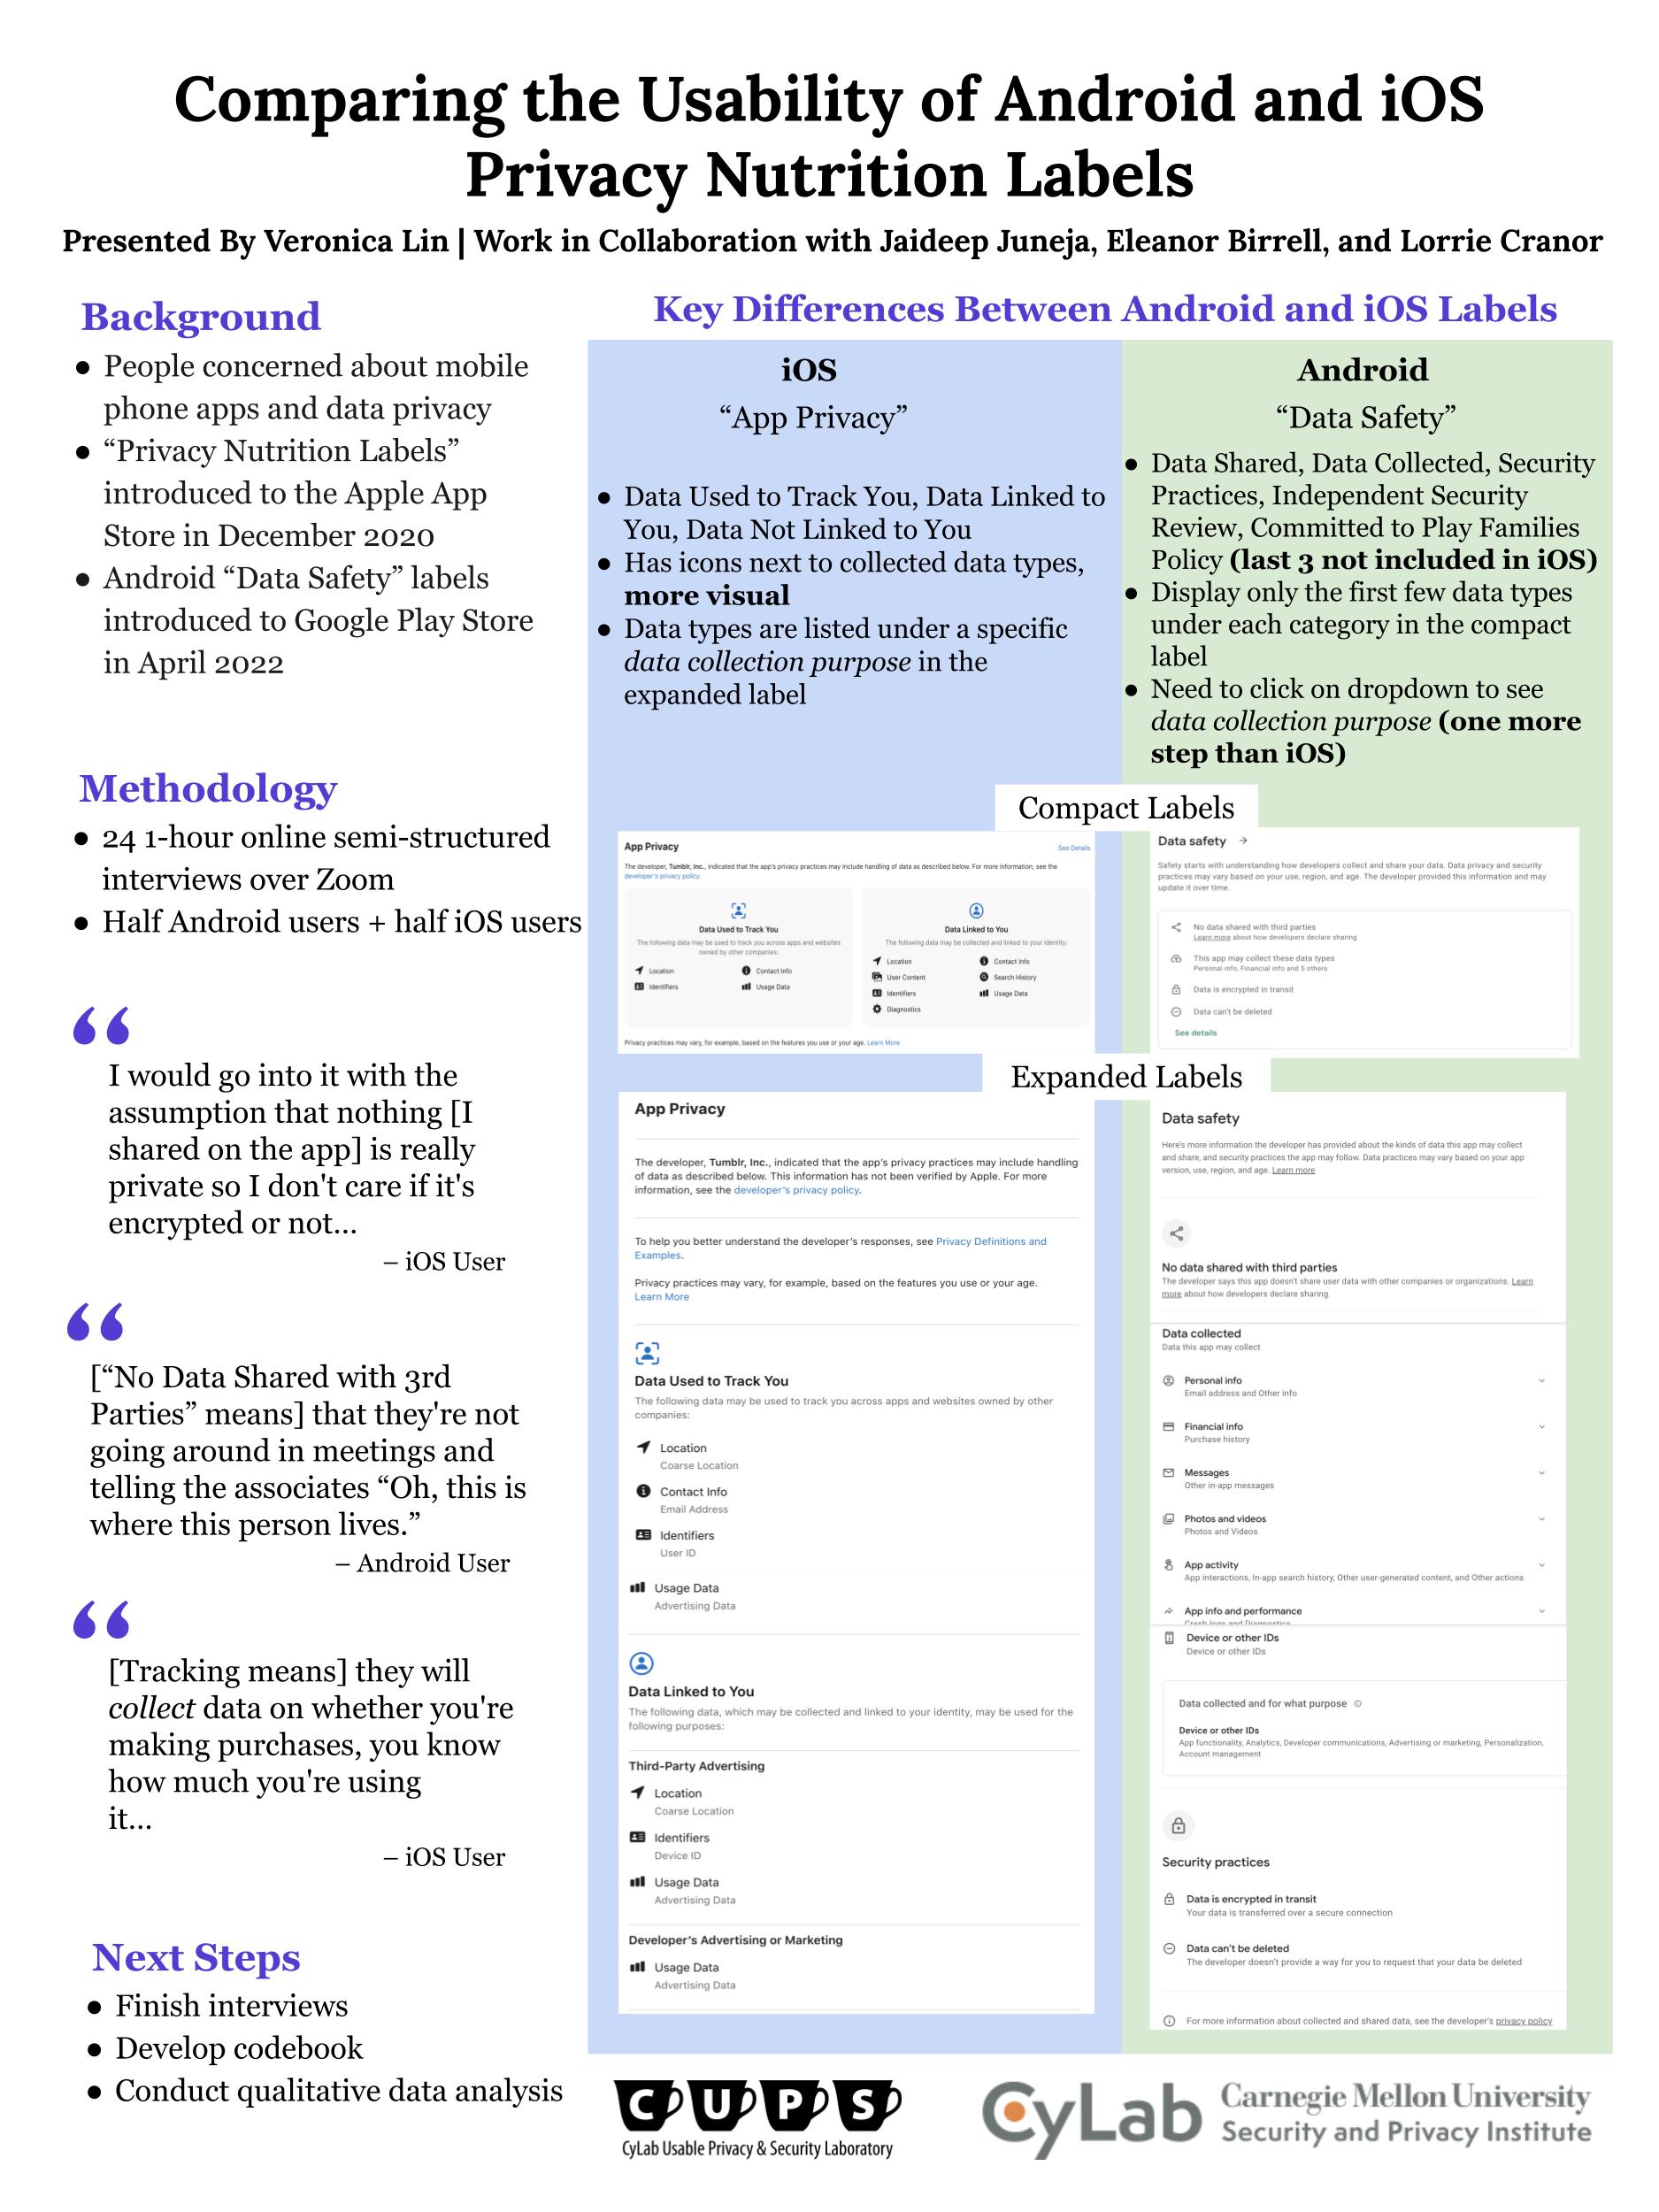 Comparing the Usability of Android and iOS
Privacy Nutrition Labels
Presented By Veronica Lin | Work in Collaboration with Jaideep Juneja, Eleanor Birrell, and Lorrie Cranor
Background
● People concerned about mobile
phone apps and data privacy
● “Privacy Nutrition Labels”
introduced to the Apple App
Store in December 2020
● Android “Data Safety” labels
introduced to Google Play Store
in April 2022
Methodology
● 24 1-hour online semi-structured
interviews over Zoom
● Half Android users + half iOS users
“
I would go into it with the
assumption that nothing [I
shared on the app] is really
private so I don't care if it's
encrypted or not...
– iOS User
“
[“No Data Shared with 3rd
Parties” means] that they're not
going around in meetings and
telling the associates “Oh, this is
where this person lives.”
– Android User
“
[Tracking means] they will
collect data on whether you're
making purchases, you know
how much you're using
it...
– iOS User
Next Steps
● Finish interviews
● Develop codebook
● Conduct qualitative data analysis
Key Differences Between Android and iOS Labels
iOS
“App Privacy”
● Data Used to Track You, Data Linked to
You, Data Not Linked to You
● Has icons next to collected data types,
more visual
● Data types are listed under a specific
data collection purpose in the
expanded label
Android
“Data Safety”
● Data Shared, Data Collected, Security
Practices, Independent Security
Review, Committed to Play Families
Policy (last 3 not included in iOS)
● Display only the first few data types
under each category in the compact
label
● Need to click on dropdown to see
data collection purpose (one more
step than iOS)
Compact Labels
App Privacy
See Details
The developer, Tumblr, Inc., indicated that the app's privacy practices may include handling of data as described below. For more information, see the
developer's privacy policy.
Data Used to Track You
The following data may be used to track you across apps and websites
owned by other companies:
Location
Contact Info
Identifiers
Usage Data
Data Linked to You
The following data may be collected and linked to your identity:
Location
Contact Info
User Content
Search History
Identifiers
Usage Data
Diagnostics
Privacy practices may vary, for example, based on the features you use or your age. Learn More
Data safety →
Safety starts with understanding how developers collect and share your data. Data privacy and security
practices may vary based on your use, region, and age. The developer provided this information and may
update it over time.
No data shared with third parties
Learn more about how developers declare sharing
This app may collect these data types
Personal info, Financial info and 5 others
Data is encrypted in transit
Data can't be deleted
See details
Expanded Labels
App Privacy
The developer, Tumblr, Inc., indicated that the app's privacy practices may include handling
of data as described below. This information has not been verified by Apple. For more
information, see the developer's privacy policy.
To help you better understand the developer's responses, see Privacy Definitions and
Examples.
Privacy practices may vary, for example, based on the features you use or your age.
Learn More
Data Used to Track You
The following data may be used to track you across apps and websites owned by other
companies:
Location
Coarse Location
Contact Info
Email Address
Identifiers
User ID
Usage Data
Advertising Data
Data Linked to You
The following data, which may be collected and linked to your identity, may be used for the
following purposes:
Third-Party Advertising
Location
Coarse Location
Identifiers
Device ID
Usage Data
Advertising Data
Developer's Advertising or Marketing
Usage Data
Advertising Data
Data safety
Here's more information the developer has provided about the kinds of data this app may collect
and share, and security practices the app may follow. Data practices may vary based on your app
version, use, region, and age. Learn more
No data shared with third parties
The developer says this app doesn't share user data with other companies or organizations. Learn
more about how developers declare sharing.
Data collected
Data this app may collect
Personal info
Email address and Other info
Financial info
Purchase history
Messages
Other in-app messages
Photos and videos
Photos and Videos
App activity
App interactions, In-app search history, Other user-generated content, and Other actions
App info and performance
Crash logs and Diagnostics
Device or other IDs
Device or other IDs
Data collected and for what purpose
Device or other IDs
App functionality, Analytics, Developer communications, Advertising or marketing, Personalization,
Account management
Security practices
Data is encrypted in transit
Your data is transferred over a secure connection
Data can't be deleted
The developer doesn't provide a way for you to request that your data be deleted
For more information about collected and shared data, see the developer's privacy policy
CUPS
CyLab Usable Privacy & Security Laboratory
CyLab
Carnegie Mellon University
Security and Privacy Institute